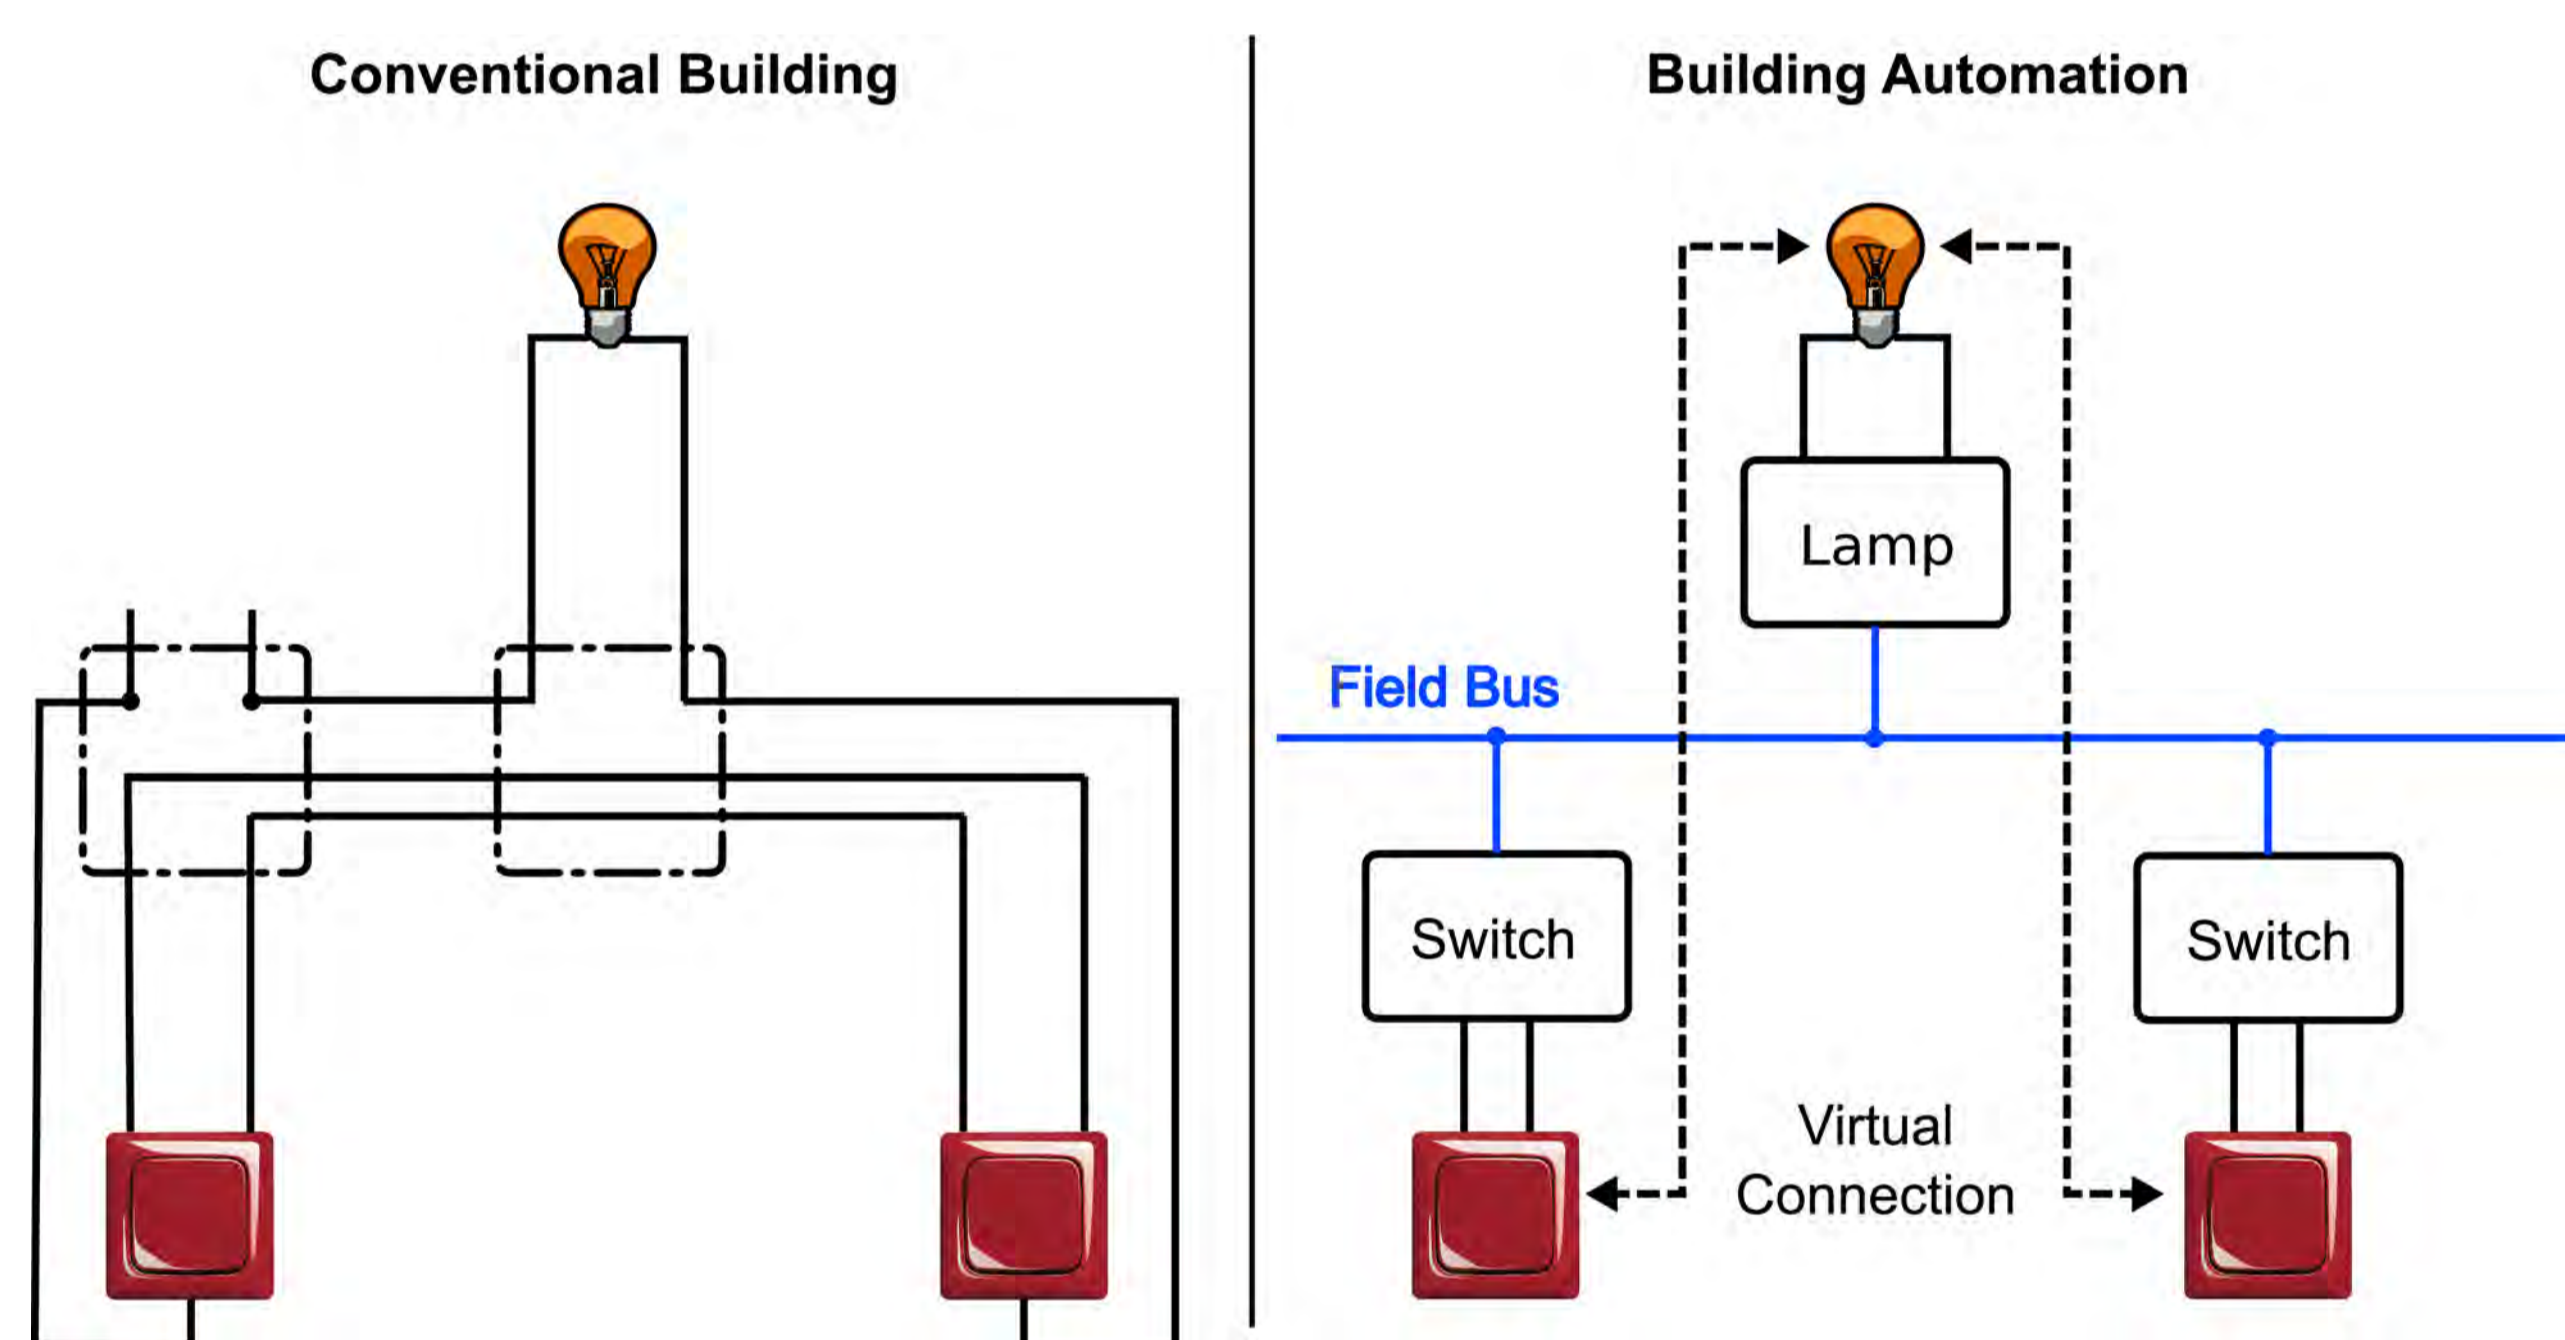 Conventional Building
Building Automation
Lamp
Field Bus
Switch
Switch
Virtual
Connection